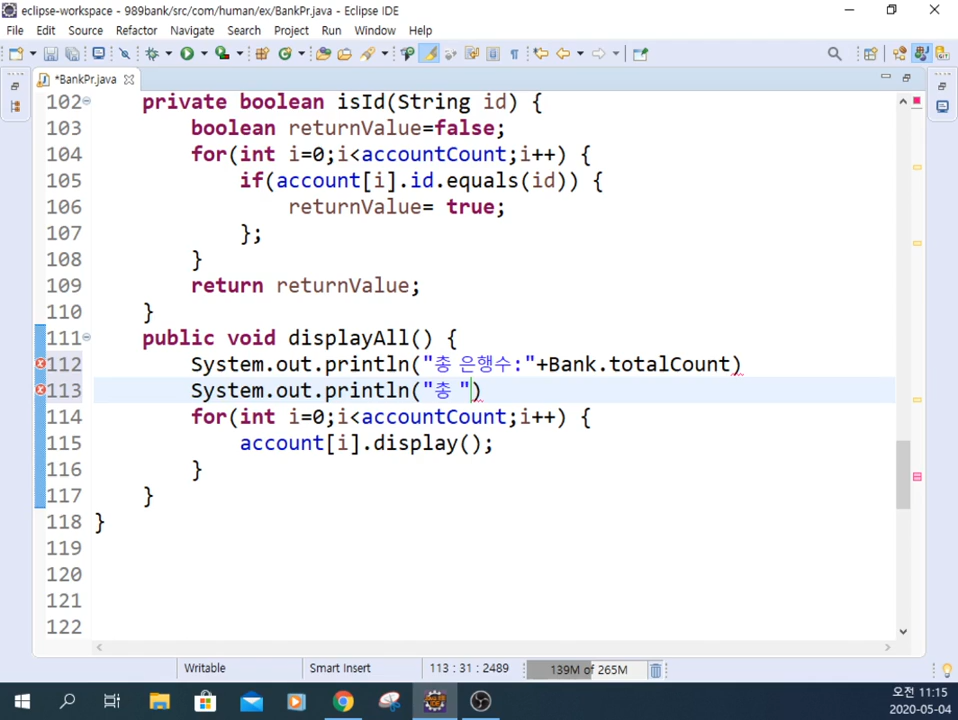 eclipse-workspace - 989bank/src/com/human/ex/BankPr.java - Eclipse IDE
File Edit Source Refactor Navigate Search Project Run Window Help
*BankPr.java
102 private boolean isId(String id) {
103 boolean returnValue=false;
104 for(int i=0;i<accountCount;i++) {
105 if(account[i].id.equals(id)) {
106 returnValue= true;
107 };
108 }
109 return returnValue;
110 }
111 public void displayAll() {
112 System.out.println("총 은행수:"+Bank.totalCount)
113 System.out.println("총 ")
114 for(int i=0;i<accountCount;i++) {
115 account[i].display();
116 }
117 }
118 }
119
120
121
122
Writable Smart Insert 113 : 31 : 2489 139M of 265M
오전 11:15
2020-05-04